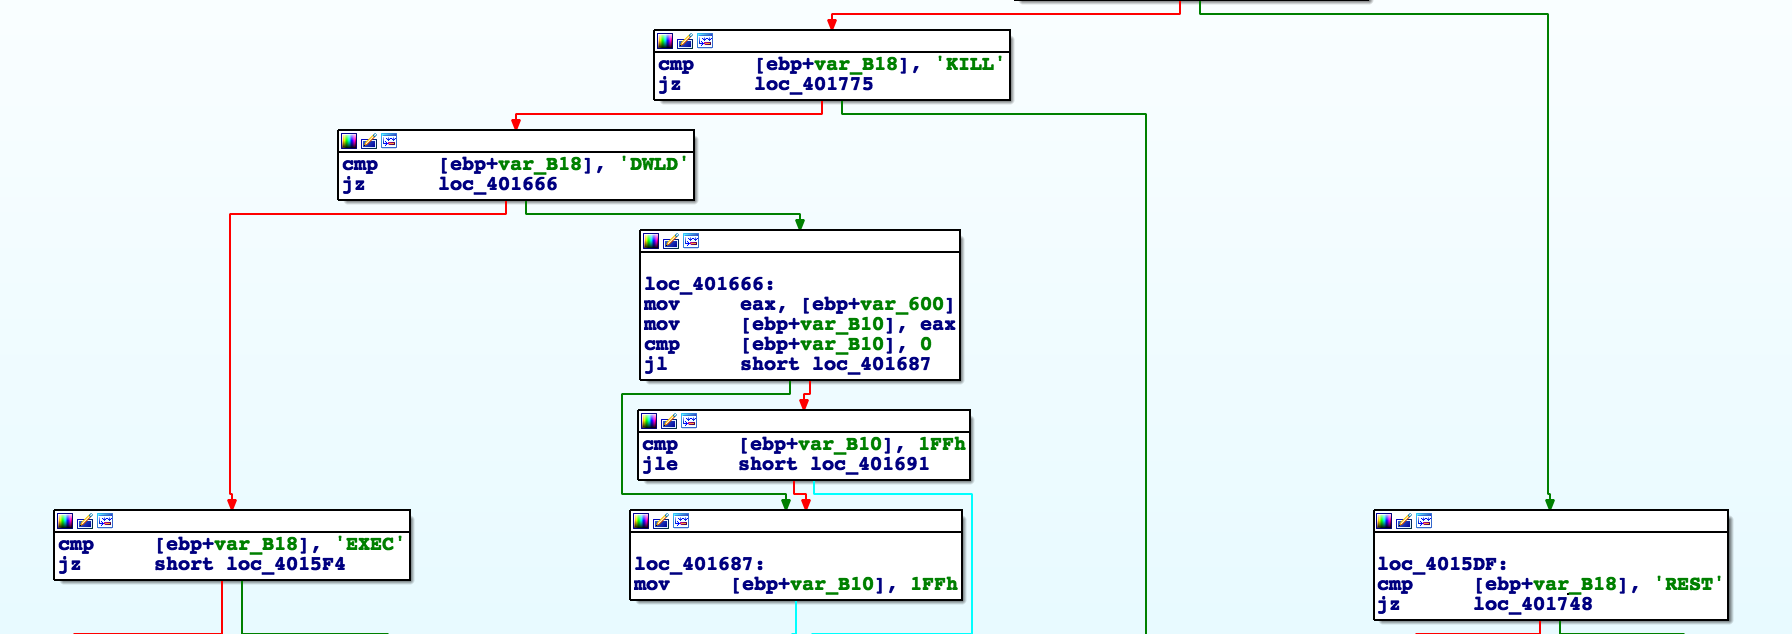 cmp [ebp+var_B18], 'KILL'
jz loc_401775
cmp [ebp+var_B18], 'DWLD'
jz loc_401666
loc_401666:
mov eax, [ebp+var_600]
mov [ebp+var_B10], eax
cmp [ebp+var_B10], 0
jl short loc_401687
cmp [ebp+var_B10], 1FFh
jle short loc_401691
cmp [ebp+var_B18], 'EXEC'
jz short loc_4015F4
loc_401687:
mov [ebp+var_B10], 1FFh
loc_4015DF:
cmp [ebp+var_B18], 'REST'
jz loc_401748